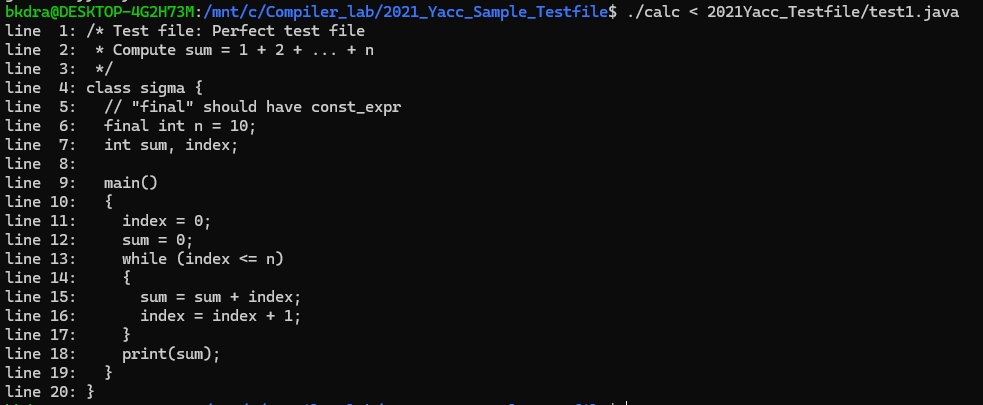 bkdra@DESKTOP-4G2H73M:/mnt/c/Compiler_lab/2021_Yacc_Sample_Testfile$ ./calc < 2021Yacc_Testfile/test1.java
line  1: /* Test file: Perfect test file
line  2:  * Compute sum = 1 + 2 + ... + n
line  3:  */
line  4: class sigma {
line  5:   // "final" should have const_expr
line  6:   final int n = 10;
line  7:   int sum, index;
line  8:
line  9:   main()
line 10:   {
line 11:     index = 0;
line 12:     sum = 0;
line 13:     while (index <= n)
line 14:     {
line 15:       sum = sum + index;
line 16:       index = index + 1;
line 17:     }
line 18:     print(sum);
line 19:   }
line 20: }